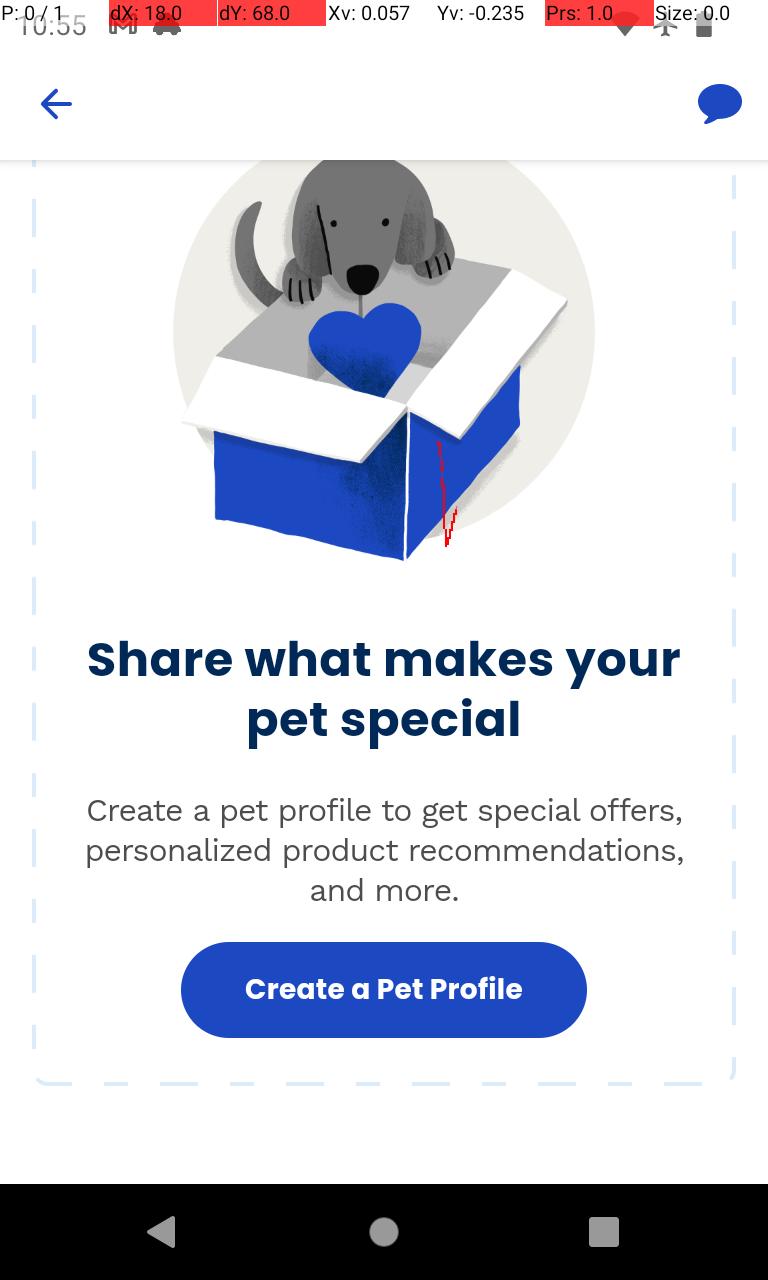 P: 0 / 1 dX: 18.0 dY: 68.0 Xv: 0.057 Yv: -0.235 Prs: 1.0 Size: 0.0
10:55
Share what makes your
pet special
Create a pet profile to get special offers,
personalized product recommendations,
and more.
Create a Pet Profile